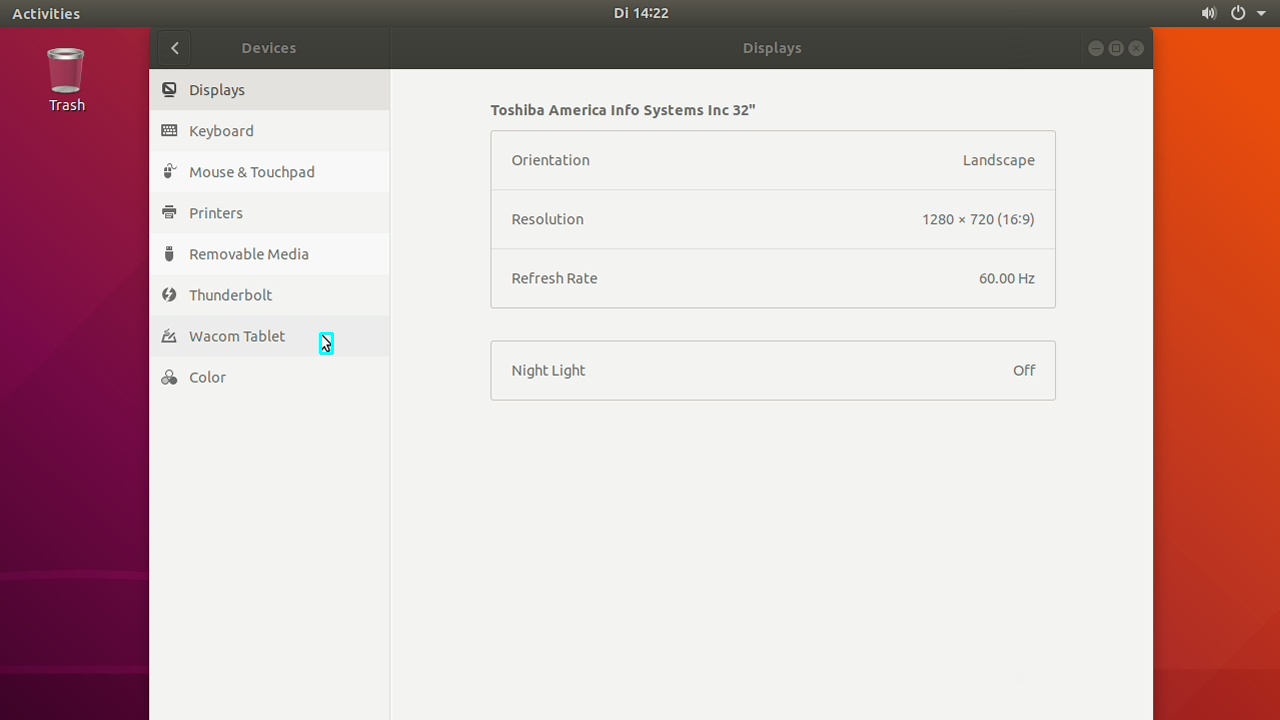 Activities
Di 14:22
Trash
Devices
Displays
Displays
Keyboard
Mouse & Touchpad
Printers
Removable Media
Thunderbolt
Wacom Tablet
Color
Toshiba America Info Systems Inc 32"
Orientation Landscape
Resolution 1280 × 720 (16:9)
Refresh Rate 60.00 Hz
Night Light Off